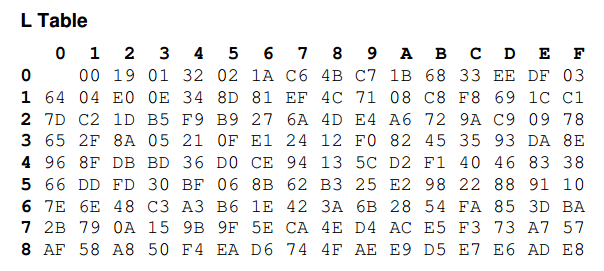 L Table
0 1 2 3 4 5 6 7 8 9 A B C D E F
0 00 19 01 32 02 1A C6 4B C7 1B 68 33 EE DF 03
1 64 04 E0 0E 34 8D 81 EF 4C 71 08 C8 F8 69 1C C1
2 7D C2 1D B5 F9 B9 27 6A 4D E4 A6 72 9A C9 09 78
3 65 2F 8A 05 21 0F E1 24 12 F0 82 45 35 93 DA 8E
4 96 8F DB BD 36 D0 CE 94 13 5C D2 F1 40 46 83 38
5 66 DD FD 30 BF 06 8B 62 B3 25 E2 98 22 88 91 10
6 7E 6E 48 C3 A3 B6 1E 42 3A 6B 28 54 FA 85 3D BA
7 2B 79 0A 15 9B 9F 5E CA 4E D4 AC E5 F3 73 A7 57
8 AF 58 A8 50 F4 EA D6 74 4F AE E9 D5 E7 E6 AD E8